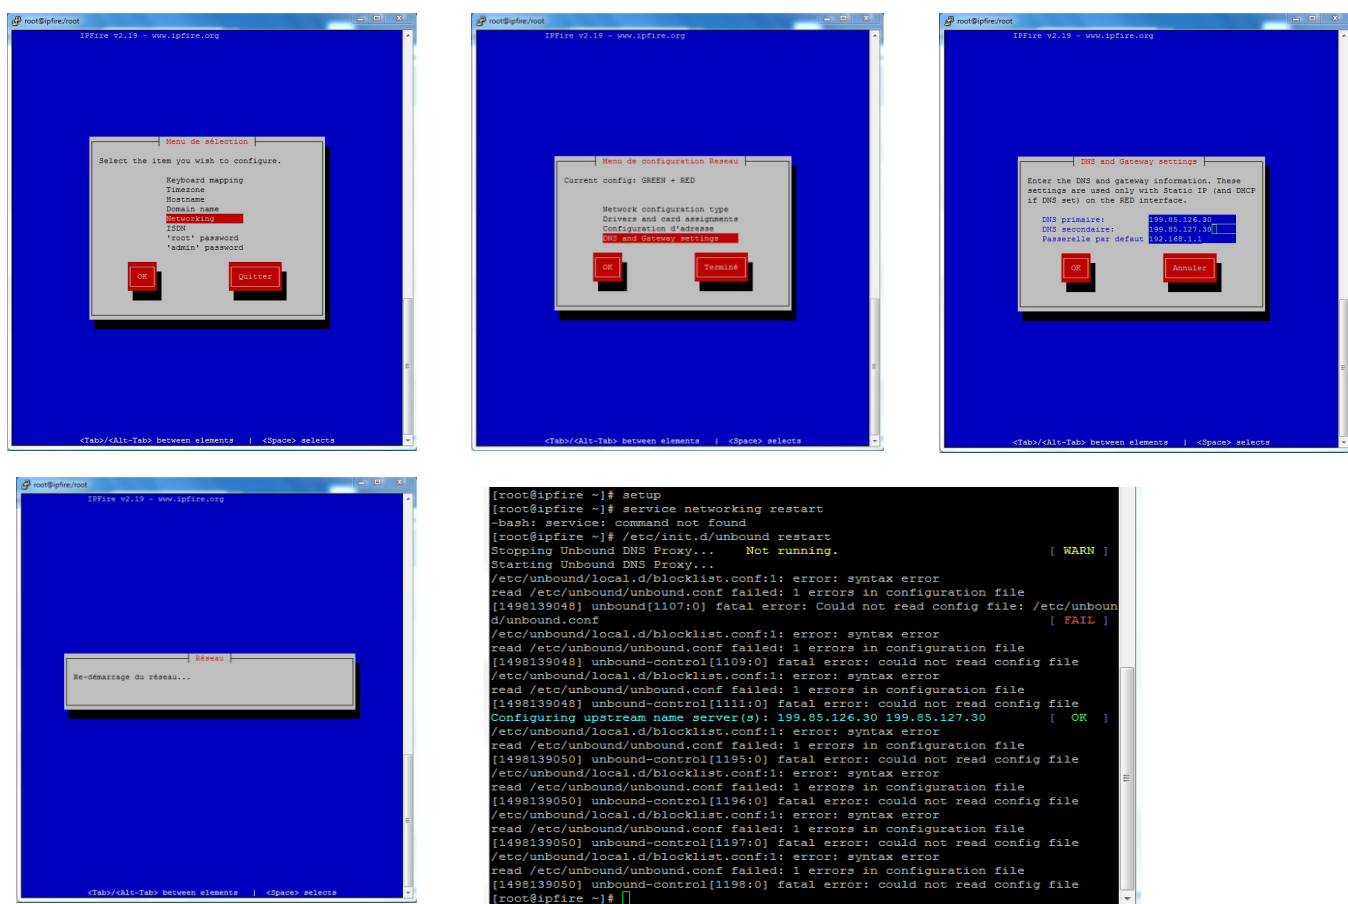 root@ipfire:/root
IPFire v2.19 - www.ipfire.org
Menu de sélection
Select the item you wish to configure.
Keyboard mapping
Timezone
Hostname
Domain name
Networking
ISDN
'root' password
'admin' password
OK
Quitter
<Tab>/<Alt-Tab> between elements | <Space> selects
root@ipfire:/root
IPFire v2.19 - www.ipfire.org
Menu de configuration Reseau
Current config: GREEN + RED
Network configuration type
Drivers and card assignments
Configuration d'adresse
DNS and Gateway settings
OK
Terminé
<Tab>/<Alt-Tab> between elements | <Space> selects
root@ipfire:/root
IPFire v2.19 - www.ipfire.org
DNS and Gateway settings
Enter the DNS and gateway information. These
settings are used only with Static IP (and DHCP
if DNS set) on the RED interface.
DNS primaire: 199.85.126.30
DNS secondaire: 199.85.127.30
Passerelle par defaut 192.168.1.1
OK
Annuler
<Tab>/<Alt-Tab> between elements | <Space> selects
root@ipfire:/root
IPFire v2.19 - www.ipfire.org
Réseau
Re-démarrage du réseau...
<Tab>/<Alt-Tab> between elements | <Space> selects
[root@ipfire ~]# setup
[root@ipfire ~]# service networking restart
-bash: service: command not found
[root@ipfire ~]# /etc/init.d/unbound restart
Stopping Unbound DNS Proxy... Not running. [ WARN ]
Starting Unbound DNS Proxy...
/etc/unbound/local.d/blocklist.conf:1: error: syntax error
read /etc/unbound/unbound.conf failed: 1 errors in configuration file
[1498139048] unbound[1107:0] fatal error: Could not read config file: /etc/unboun
d/unbound.conf [ FAIL ]
/etc/unbound/local.d/blocklist.conf:1: error: syntax error
read /etc/unbound/unbound.conf failed: 1 errors in configuration file
[1498139048] unbound-control[1109:0] fatal error: could not read config file
/etc/unbound/local.d/blocklist.conf:1: error: syntax error
read /etc/unbound/unbound.conf failed: 1 errors in configuration file
[1498139048] unbound-control[1111:0] fatal error: could not read config file
Configuring upstream name server(s): 199.85.126.30 199.85.127.30 [ OK ]
/etc/unbound/local.d/blocklist.conf:1: error: syntax error
read /etc/unbound/unbound.conf failed: 1 errors in configuration file
[1498139050] unbound-control[1195:0] fatal error: could not read config file
/etc/unbound/local.d/blocklist.conf:1: error: syntax error
read /etc/unbound/unbound.conf failed: 1 errors in configuration file
[1498139050] unbound-control[1196:0] fatal error: could not read config file
/etc/unbound/local.d/blocklist.conf:1: error: syntax error
read /etc/unbound/unbound.conf failed: 1 errors in configuration file
[1498139050] unbound-control[1197:0] fatal error: could not read config file
/etc/unbound/local.d/blocklist.conf:1: error: syntax error
read /etc/unbound/unbound.conf failed: 1 errors in configuration file
[1498139050] unbound-control[1198:0] fatal error: could not read config file
[root@ipfire ~]#